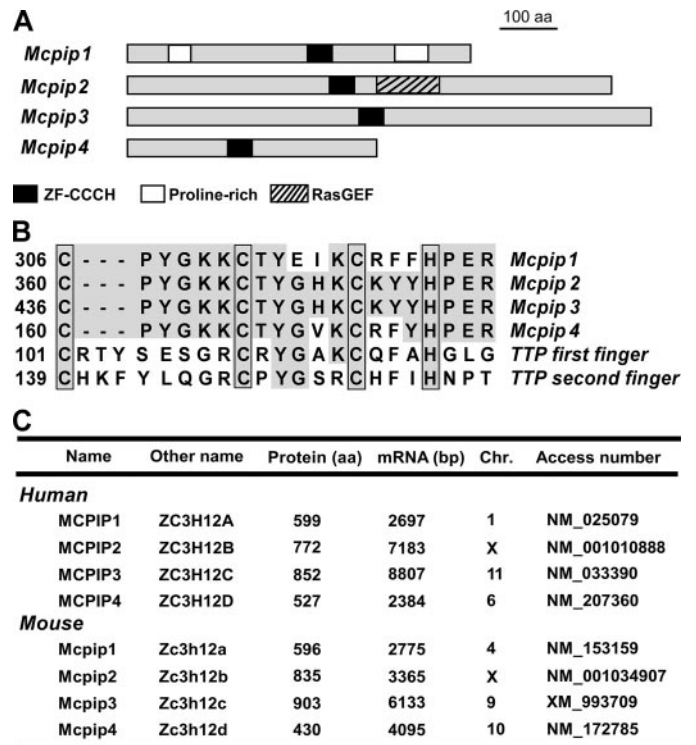 A
100 aa
Mcpip1
Mcpip2
Mcpip3
Mcpip4
ZF-CCCH Proline-rich RasGEF
B
306 C - - - P Y G K K C T Y E I K C R F F H P E R Mcpip1
360 C - - - P Y G K K C T Y G H K C K Y Y H P E R Mcpip 2
436 C - - - P Y G K K C T Y G H K C K Y Y H P E R Mcpip 3
160 C - - - P Y G K K C T Y G V K C R F Y H P E R Mcpip 4
101 C R T Y S E S G R C R Y G A K C Q F A H G L G TTP first finger
139 C H K F Y L Q G R C P Y G S R C H F I H N P T TTP second finger
C
Name Other name Protein (aa) mRNA (bp) Chr. Access number
Human
MCPIP1 ZC3H12A 599 2697 1 NM_025079
MCPIP2 ZC3H12B 772 7183 X NM_001010888
MCPIP3 ZC3H12C 852 8807 11 NM_033390
MCPIP4 ZC3H12D 527 2384 6 NM_207360
Mouse
Mcpip1 Zc3h12a 596 2775 4 NM_153159
Mcpip2 Zc3h12b 835 3365 X NM_001034907
Mcpip3 Zc3h12c 903 6133 9 XM_993709
Mcpip4 Zc3h12d 430 4095 10 NM_172785